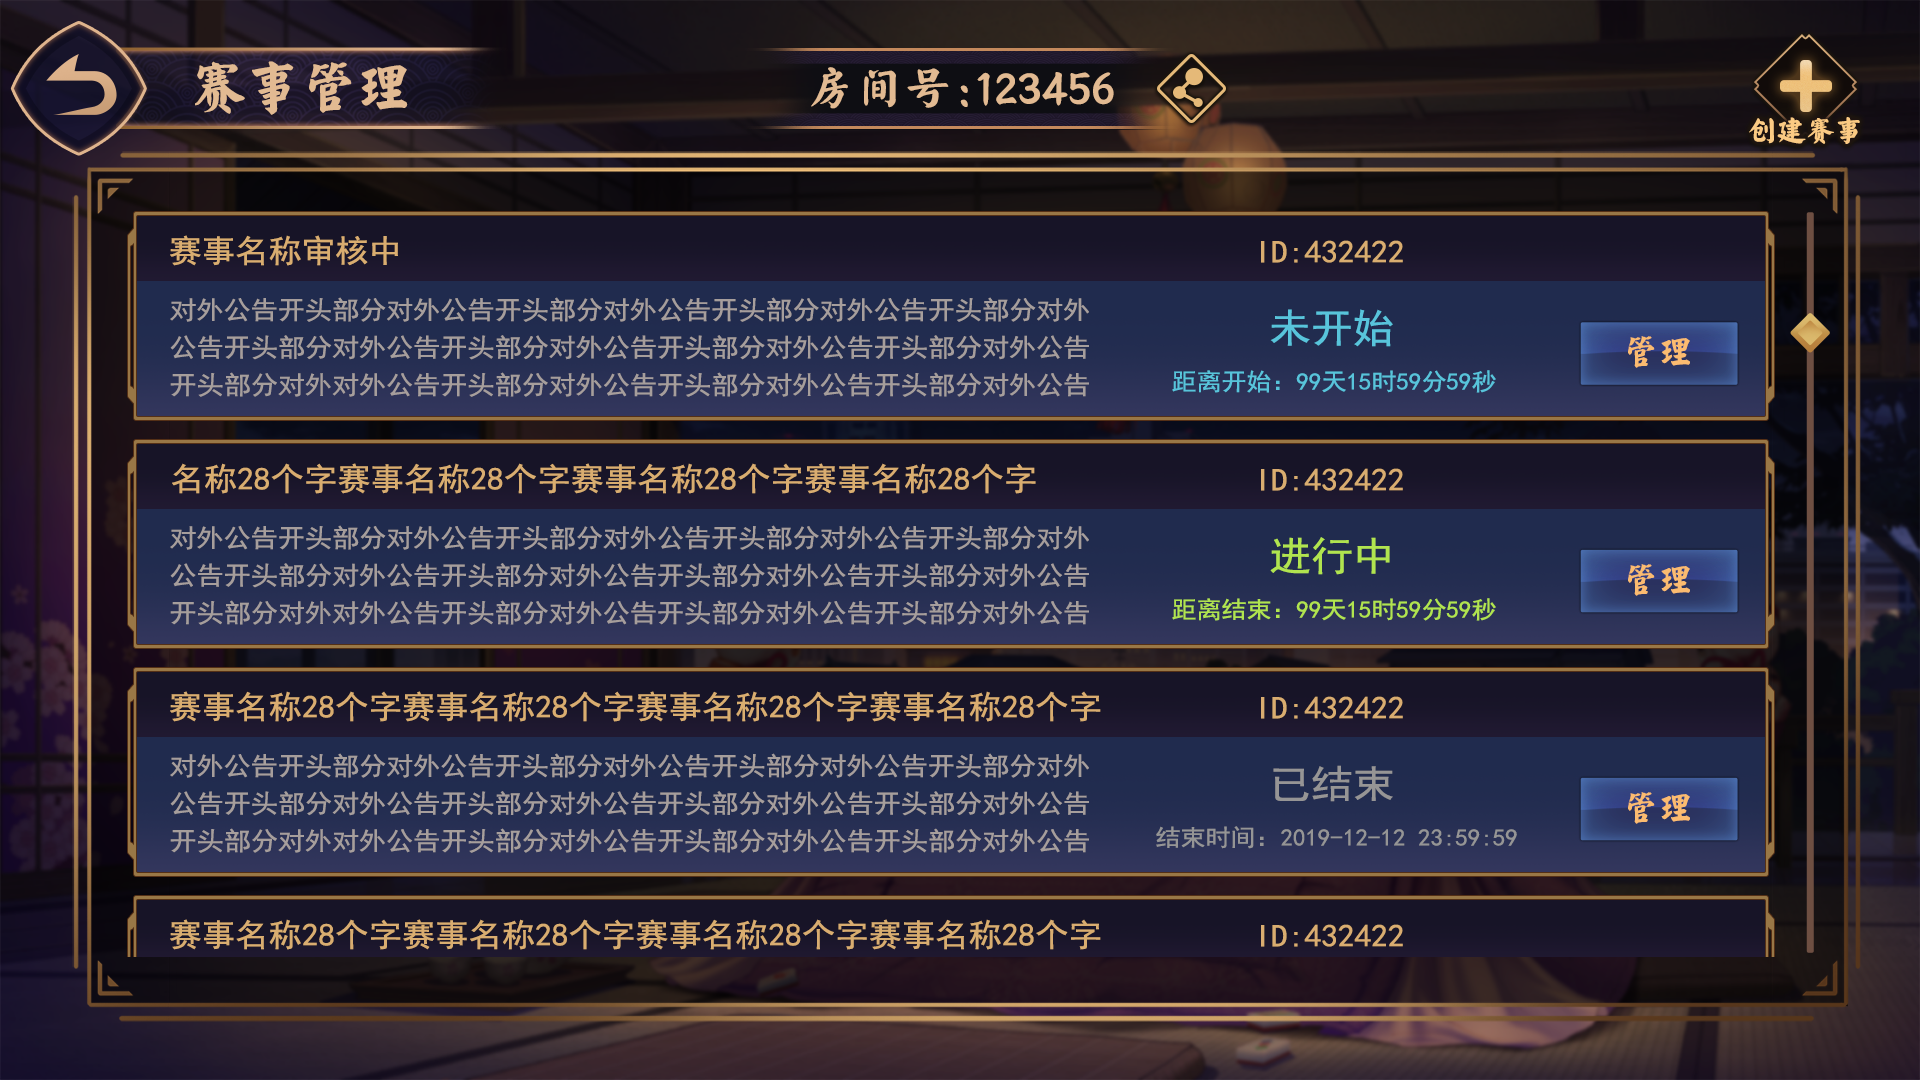 赛事管理
房间号:123456
创建赛事
赛事名称审核中
ID:432422
对外公告开头部分对外公告开头部分对外公告开头部分对外公告开头部分对外
公告开头部分对外公告开头部分对外公告开头部分对外公告开头部分对外公告
开头部分对外对外公告开头部分对外公告开头部分对外公告开头部分对外公告
未开始
距离开始：99天15时59分59秒
管理
名称28个字赛事名称28个字赛事名称28个字赛事名称28个字
ID:432422
对外公告开头部分对外公告开头部分对外公告开头部分对外公告开头部分对外
公告开头部分对外公告开头部分对外公告开头部分对外公告开头部分对外公告
开头部分对外对外公告开头部分对外公告开头部分对外公告开头部分对外公告
进行中
距离结束：99天15时59分59秒
管理
赛事名称28个字赛事名称28个字赛事名称28个字赛事名称28个字
ID:432422
对外公告开头部分对外公告开头部分对外公告开头部分对外公告开头部分对外
公告开头部分对外公告开头部分对外公告开头部分对外公告开头部分对外公告
开头部分对外对外公告开头部分对外公告开头部分对外公告开头部分对外公告
已结束
结束时间：2019-12-12 23:59:59
管理
赛事名称28个字赛事名称28个字赛事名称28个字赛事名称28个字
ID:432422